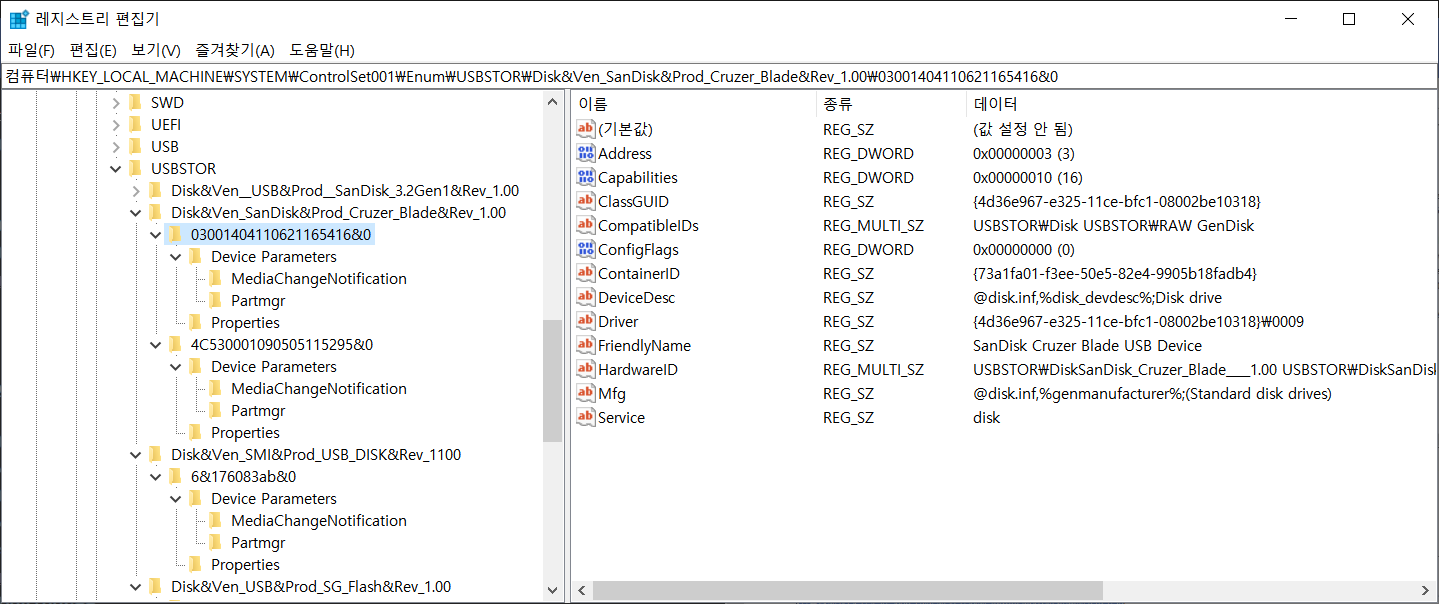 레지스트리 편집기
파일(F) 편집(E) 보기(V) 즐겨찾기(A) 도움말(H)
컴퓨터₩HKEY_LOCAL_MACHINE₩SYSTEM₩ControlSet001₩Enum₩USBSTOR₩Disk&Ven_SanDisk&Prod_Cruzer_Blade&Rev_1.00₩03001404110621165416&0
SWD
UEFI
USB
USBSTOR
Disk&Ven__USB&Prod__SanDisk_3.2Gen1&Rev_1.00
Disk&Ven_SanDisk&Prod_Cruzer_Blade&Rev_1.00
03001404110621165416&0
Device Parameters
MediaChangeNotification
Partmgr
Properties
4C530001090505115295&0
Device Parameters
MediaChangeNotification
Partmgr
Properties
Disk&Ven_SMI&Prod_USB_DISK&Rev_1100
6&176083ab&0
Device Parameters
MediaChangeNotification
Partmgr
Properties
Disk&Ven_USB&Prod_SG_Flash&Rev_1.00
이름 종류 데이터
(기본값) REG_SZ (값 설정 안 됨)
Address REG_DWORD 0x00000003 (3)
Capabilities REG_DWORD 0x00000010 (16)
ClassGUID REG_SZ {4d36e967-e325-11ce-bfc1-08002be10318}
CompatibleIDs REG_MULTI_SZ USBSTOR₩Disk USBSTOR₩RAW GenDisk
ConfigFlags REG_DWORD 0x00000000 (0)
ContainerID REG_SZ {73a1fa01-f3ee-50e5-82e4-9905b18fadb4}
DeviceDesc REG_SZ @disk.inf,%disk_devdesc%;Disk drive
Driver REG_SZ {4d36e967-e325-11ce-bfc1-08002be10318}₩0009
FriendlyName REG_SZ SanDisk Cruzer Blade USB Device
HardwareID REG_MULTI_SZ USBSTOR₩DiskSanDisk_Cruzer_Blade____1.00 USBSTOR₩DiskSanDisk
Mfg REG_SZ @disk.inf,%genmanufacturer%;(Standard disk drives)
Service REG_SZ disk